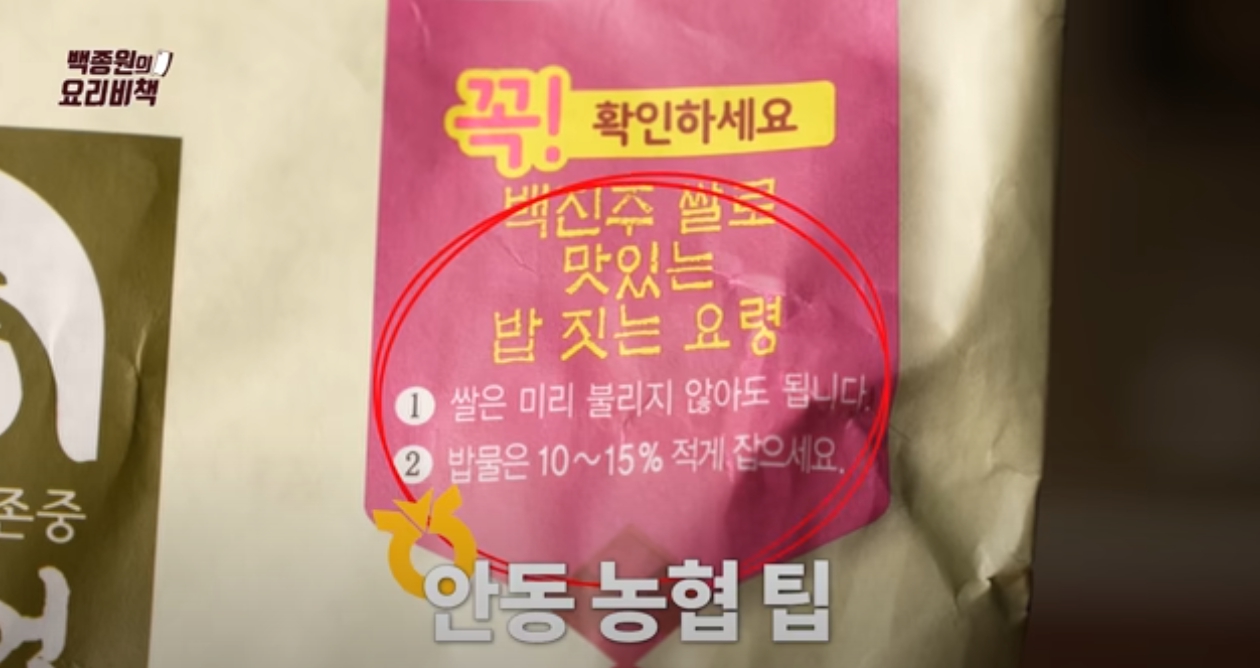 백종원의
요리비책
꼭! 확인하세요
백진주 쌀로
맛있는
밥 짓는 요령
1 쌀은 미리 불리지 않아도 됩니다.
2 밥물은 10~15% 적게 잡으세요.
존중
안동 농협 팁